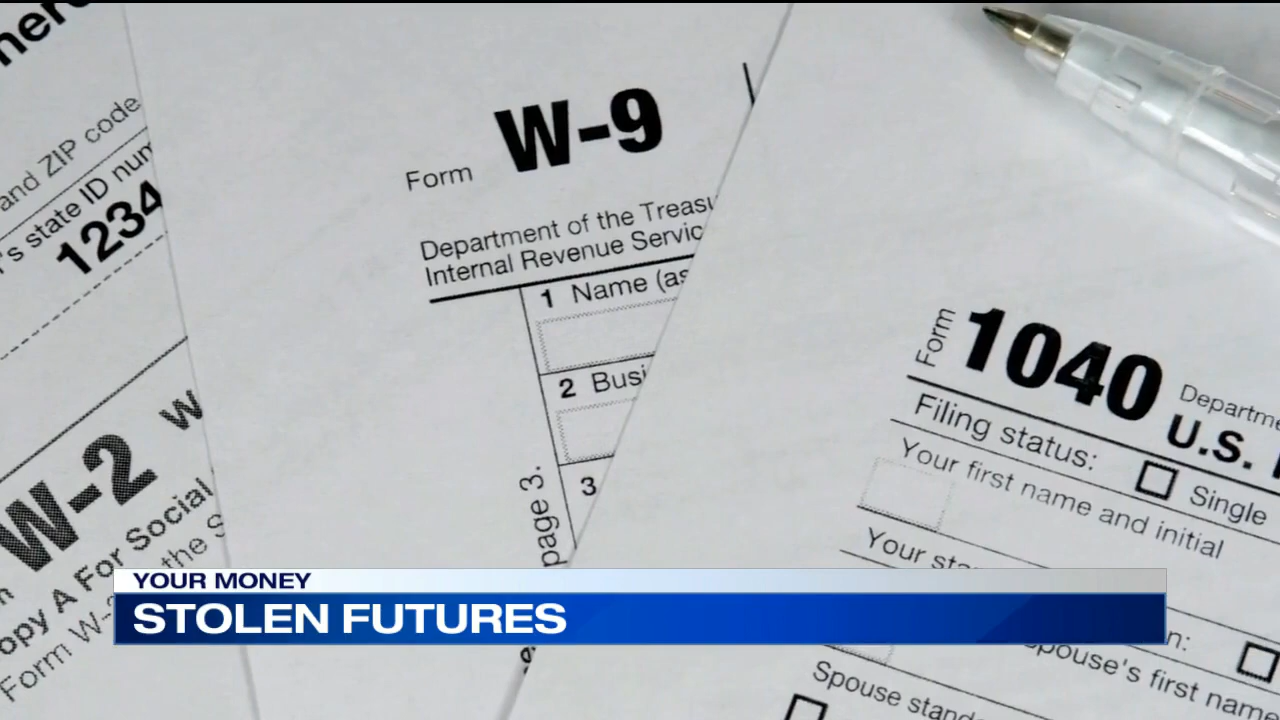 and ZIP code
's state ID num
1234
W-2
Copy A For Social
Form W-
the S
Form W-9
Department of the Treasu
Internal Revenue Servic
1 Name (as
2 Busi
3
page 3.
Form 1040
Departme
U.S.
Filing status:
Single
Your first name and initial
Your sta
n:
spouse's first name
Spouse stand
YOUR MONEY
STOLEN FUTURES